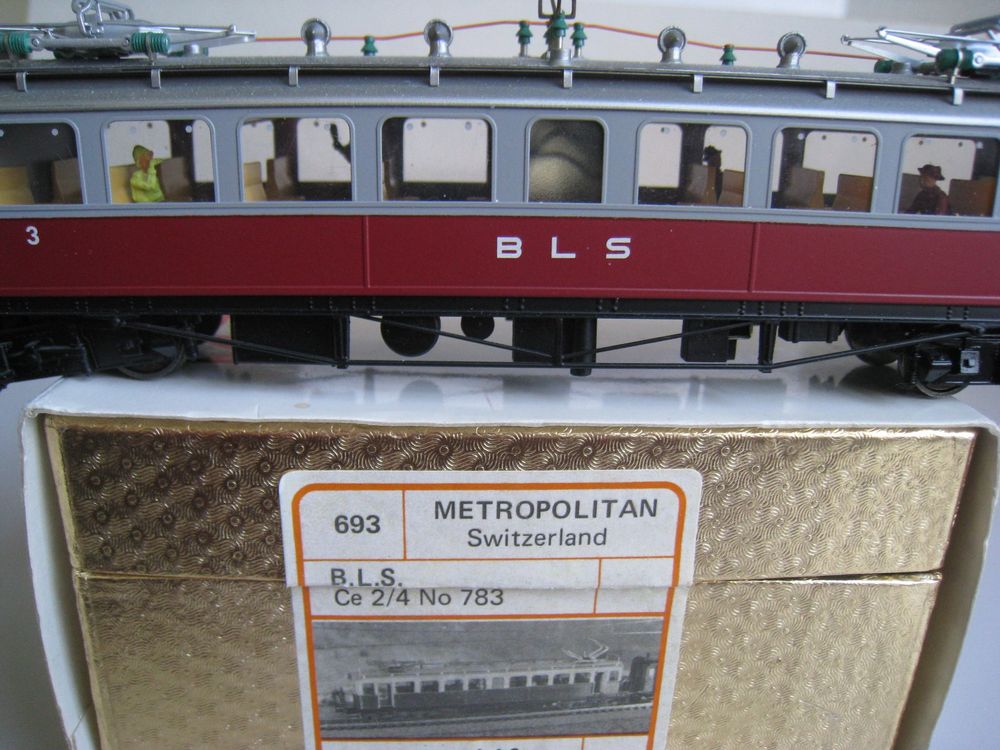 3
B L S
693
METROPOLITAN
Switzerland
B.L.S.
Ce 2/4 No 783